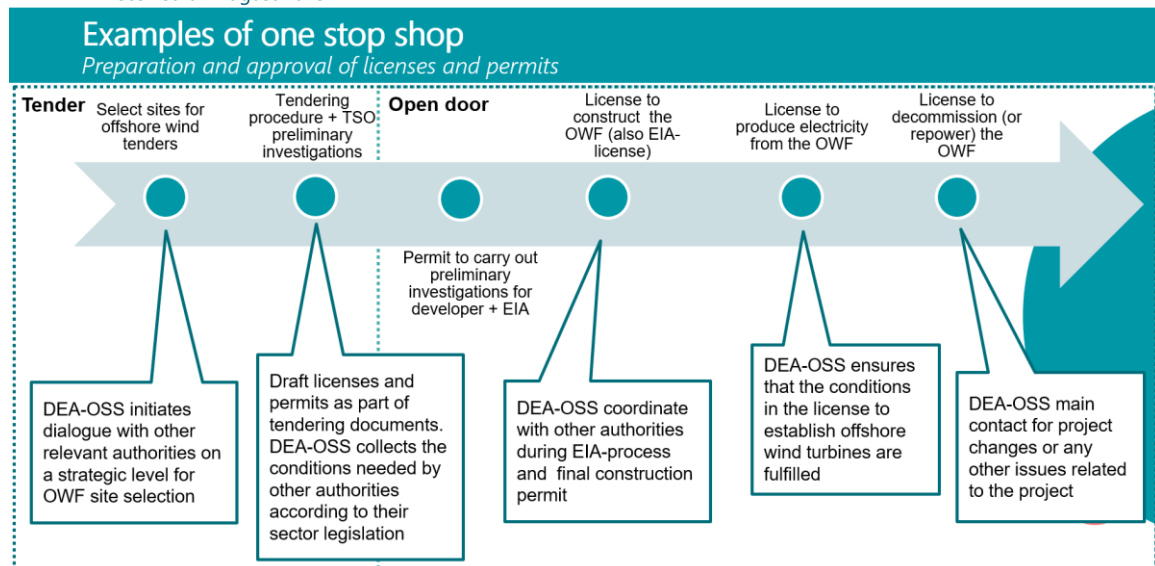 Examples of one stop shop
Preparation and approval of licenses and permits
Tender
Select sites for
offshore wind
tenders
Tendering
procedure + TSO
preliminary
investigations
Open door
License to
construct the
OWF (also EIA-
license)
License to
produce electricity
from the OWF
License to
decommission (or
repower) the
OWF
Permit to carry out
preliminary
investigations for
developer + EIA
DEA-OSS initiates
dialogue with other
relevant authorities on
a strategic level for
OWF site selection
Draft licenses and
permits as part of
tendering documents.
DEA-OSS collects the
conditions needed by
other authorities
according to their
sector legislation
DEA-OSS coordinate
with other authorities
during EIA-process
and final construction
permit
DEA-OSS ensures
that the conditions
in the license to
establish offshore
wind turbines are
fulfilled
DEA-OSS main
contact for project
changes or any
other issues related
to the project